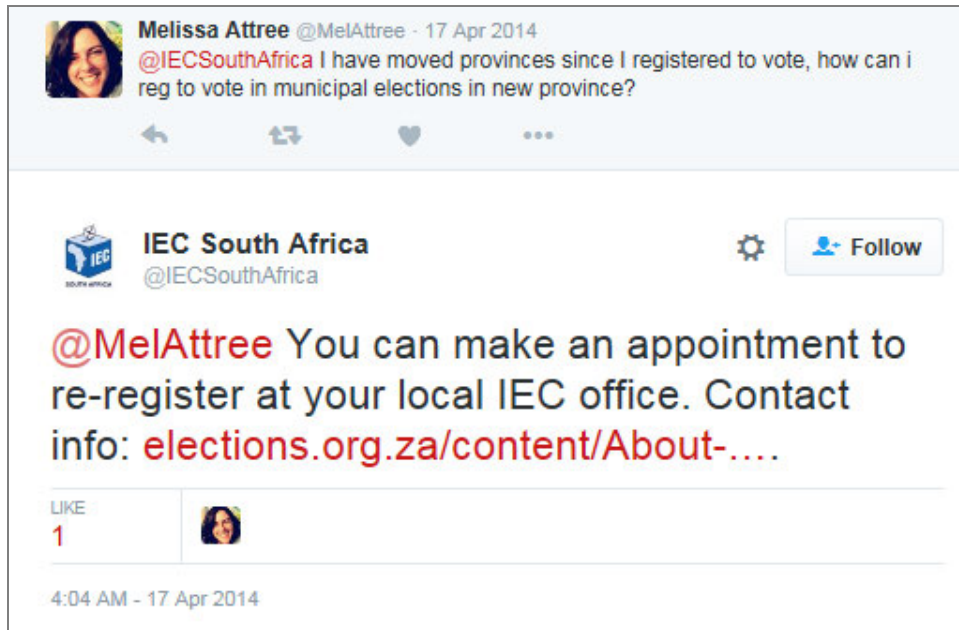 Melissa Attree @MelAttree · 17 Apr 2014
@IECSouthAfrica I have moved provinces since I registered to vote, how can i
reg to vote in municipal elections in new province?
IEC
SOUTH AFRICA
IEC South Africa
@IECSouthAfrica
Follow
@MelAttree You can make an appointment to
re-register at your local IEC office. Contact
info: elections.org.za/content/About-….
LIKE
1
4:04 AM - 17 Apr 2014